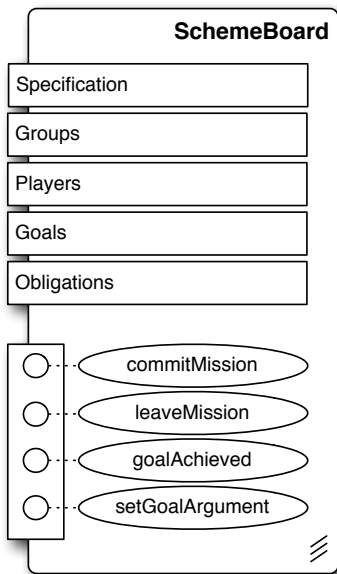 SchemeBoard
Specification
Groups
Players
Goals
Obligations
commitMission
leaveMission
goalAchieved
setGoalArgument